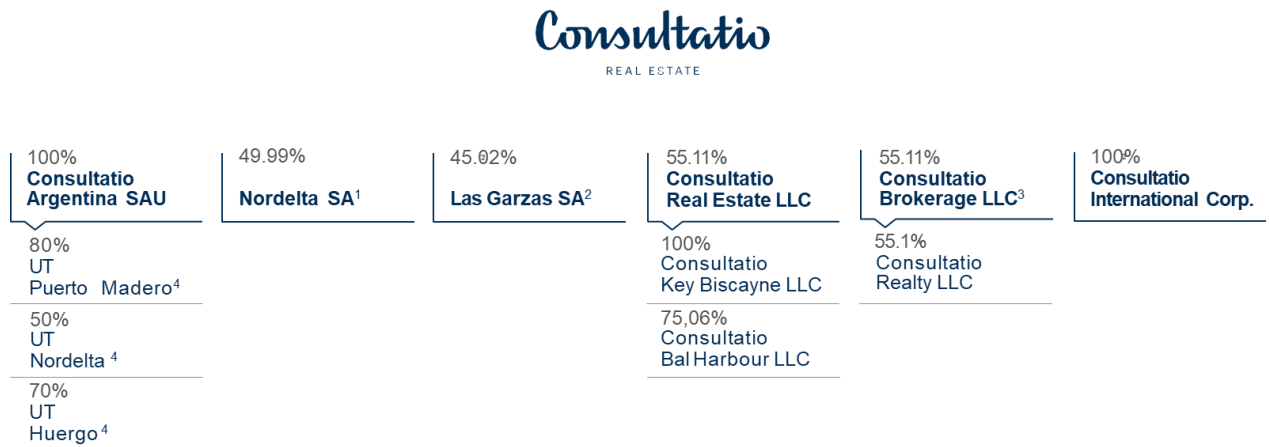 Consultatio
REAL ESTATE
100%
Consultatio
Argentina SAU
80%
UT
Puerto Madero4
50%
UT
Nordelta 4
70%
UT
Huergo4
49.99%
Nordelta SA1
45.02%
Las Garzas SA2
55.11%
Consultatio
Real Estate LLC
100%
Consultatio
Key Biscayne LLC
75,06%
Consultatio
Bal Harbour LLC
55.11%
Consultatio
Brokerage LLC3
55.1%
Consultatio
Realty LLC
100%
Consultatio
International Corp.